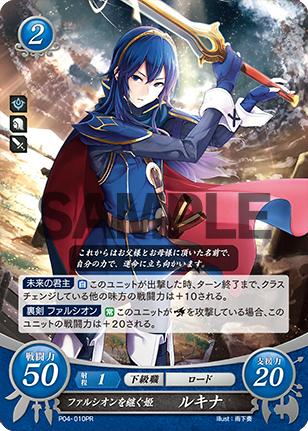 2
SAMPLE
これからはお父様とお母様に頂いた名前で、
自分の力で、運命に立ち向かいます。
未来の君主 自 このユニットが出撃した時、ターン終了まで、クラス
チェンジしている他の味方の戦闘力は+10される。
裏剣 ファルシオン 常 このユニットが を攻撃している場合、この
ユニットの戦闘力は+20される。
戦闘力 50 射程 1 下級職 ロード 支援力 20
ファルシオンを継ぐ姫 ルキナ
P04-010PR Illust：雨下奏